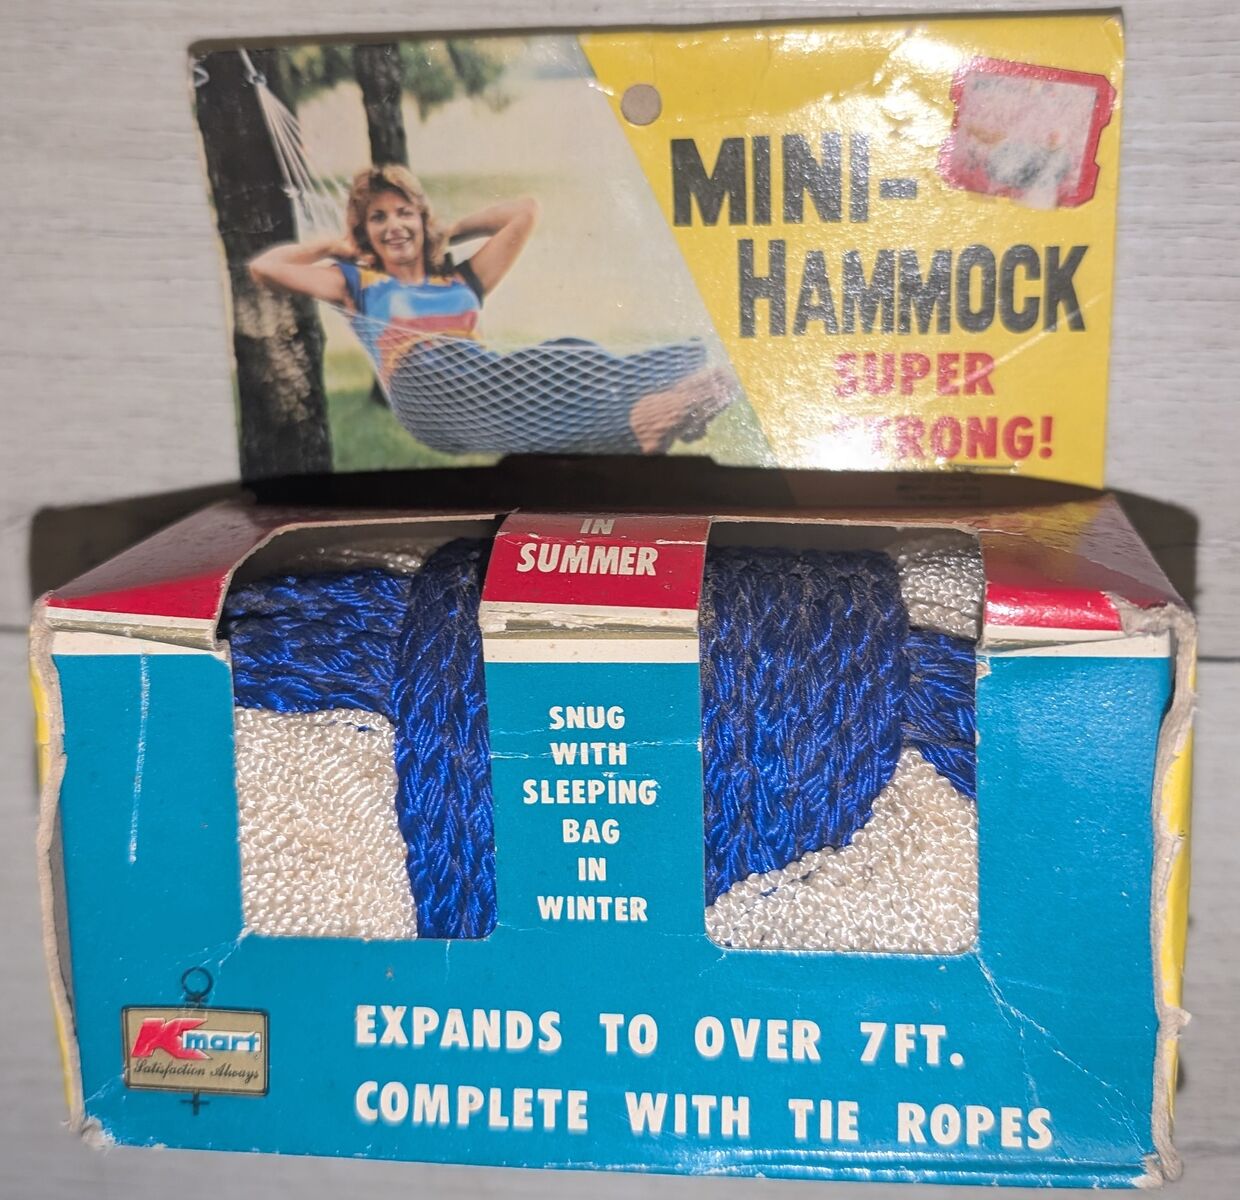 MINI-
HAMMOCK
SUPER
STRONG!
IN
SUMMER
SNUG
WITH
SLEEPING
BAG
IN
WINTER
Kmart
Satisfaction Always
EXPANDS TO OVER 7FT.
COMPLETE WITH TIE ROPES